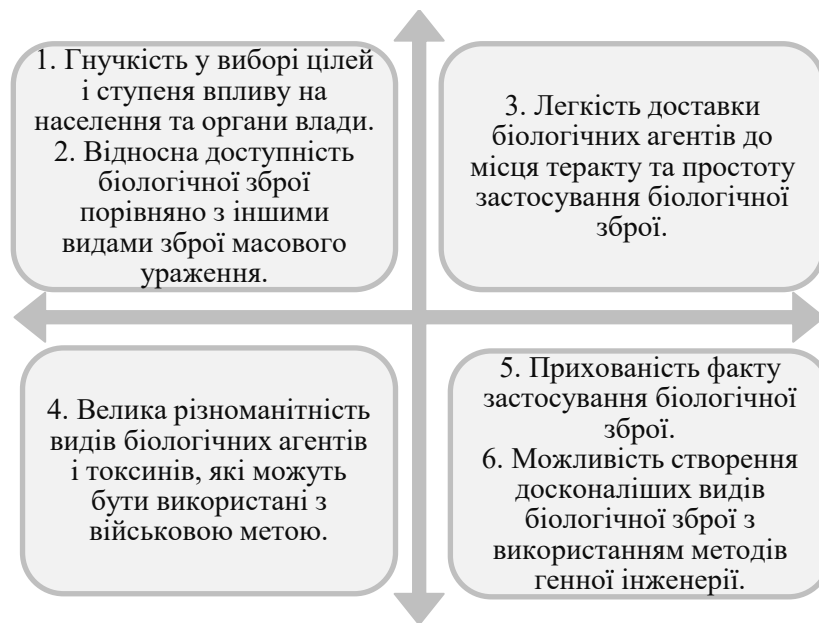 1. Гнучкість у виборі цілей
і ступеня впливу на
населення та органи влади.
2. Відносна доступність
біологічної зброї
порівняно з іншими
видами зброї масового
ураження.
3. Легкість доставки
біологічних агентів до
місця теракту та простоту
застосування біологічної
зброї.
4. Велика різноманітність
видів біологічних агентів
і токсинів, які можуть
бути використані з
військовою метою.
5. Прихованість факту
застосування біологічної
зброї.
6. Можливість створення
досконаліших видів
біологічної зброї з
використанням методів
генної інженерії.